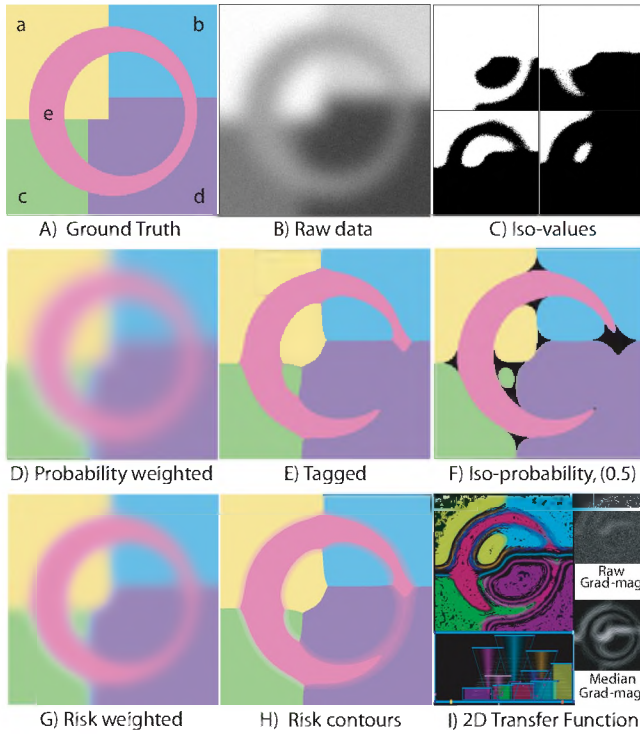 a
b
e
c
d
A) Ground Truth
B) Raw data
C) Iso-values
D) Probability weighted
E) Tagged
F) Iso-probability, (0.5)
Raw
Grad-mag
Median
Grad-mag
G) Risk weighted
H) Risk contours
I) 2D Transfer Function